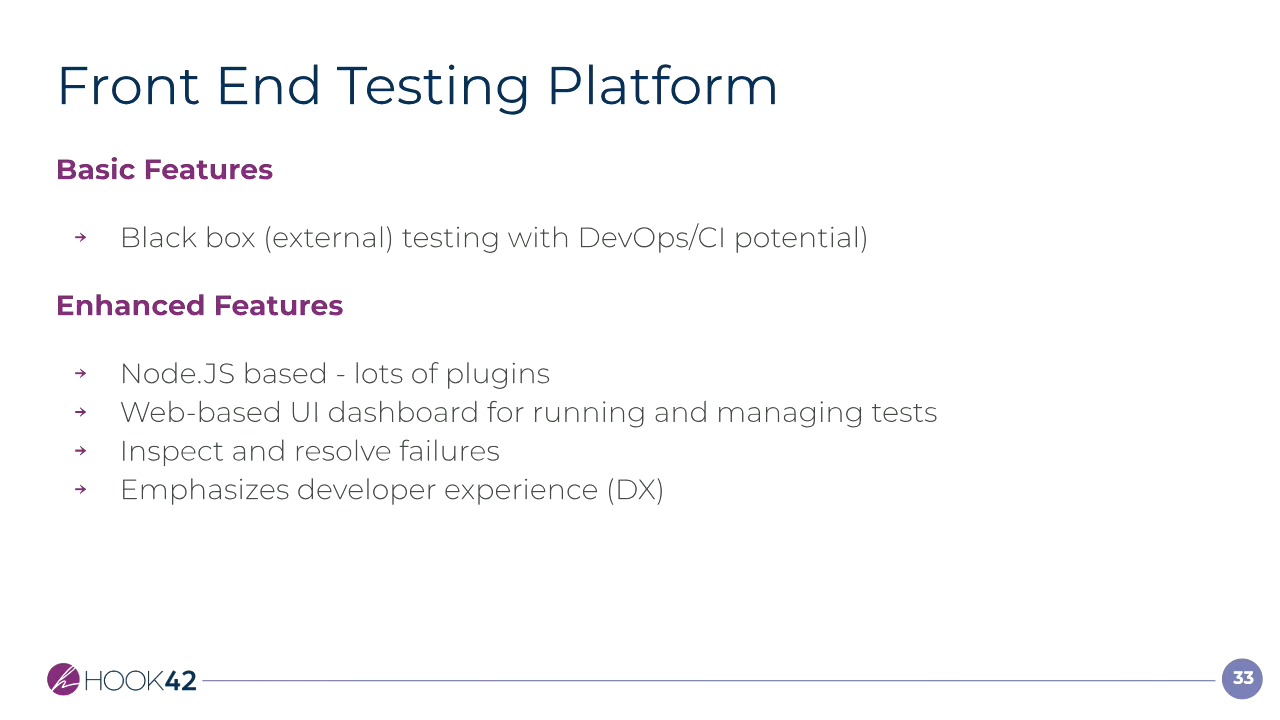 Front End Testing Platform
Basic Features
→ Black box (external) testing with DevOps/CI potential)
Enhanced Features
→ Node.JS based - lots of plugins
→ Web-based UI dashboard for running and managing tests
→ Inspect and resolve failures
→ Emphasizes developer experience (DX)
HOOK42
33